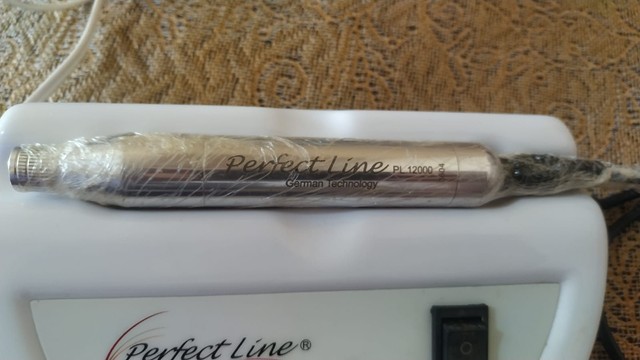 Perfect Line PL 12000
German Technology
Perfect Line®